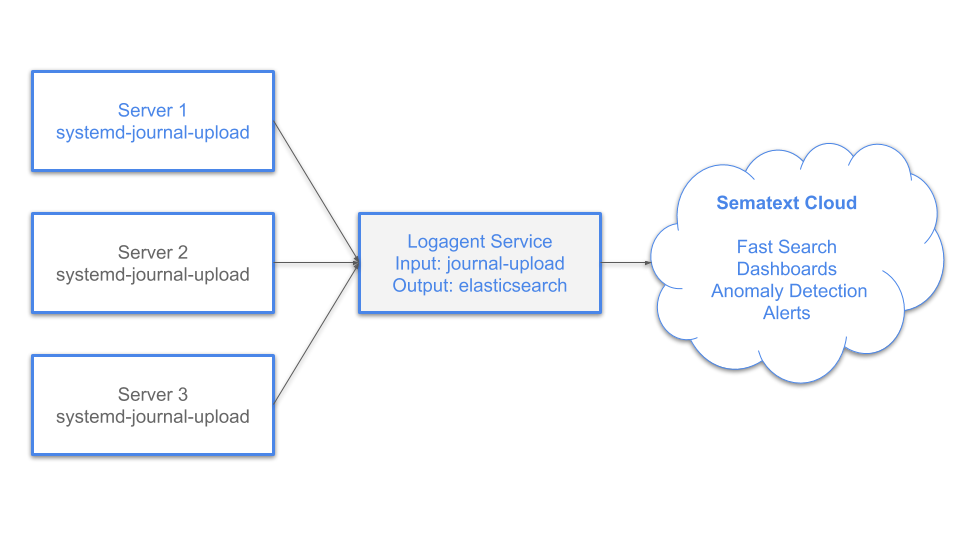 Server 1
systemd-journal-upload
Server 2
systemd-journal-upload
Server 3
systemd-journal-upload
Logagent Service
Input: journal-upload
Output: elasticsearch
Sematext Cloud
Fast Search
Dashboards
Anomaly Detection
Alerts